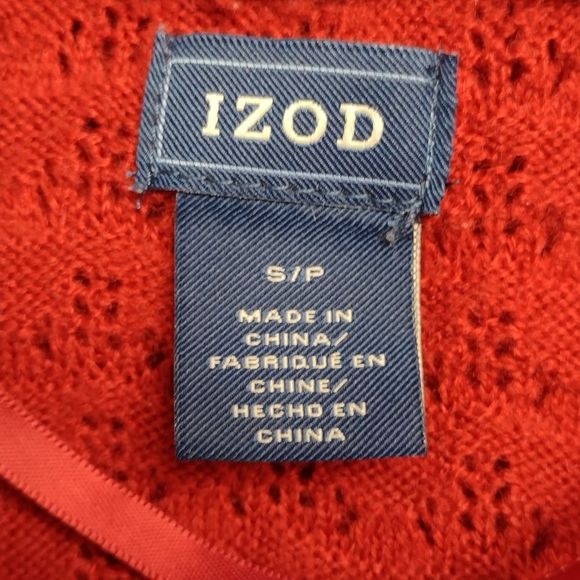 IZOD
S/P
MADE IN
CHINA/
FABRIQUÉ EN
CHINE/
HECHO EN
CHINA